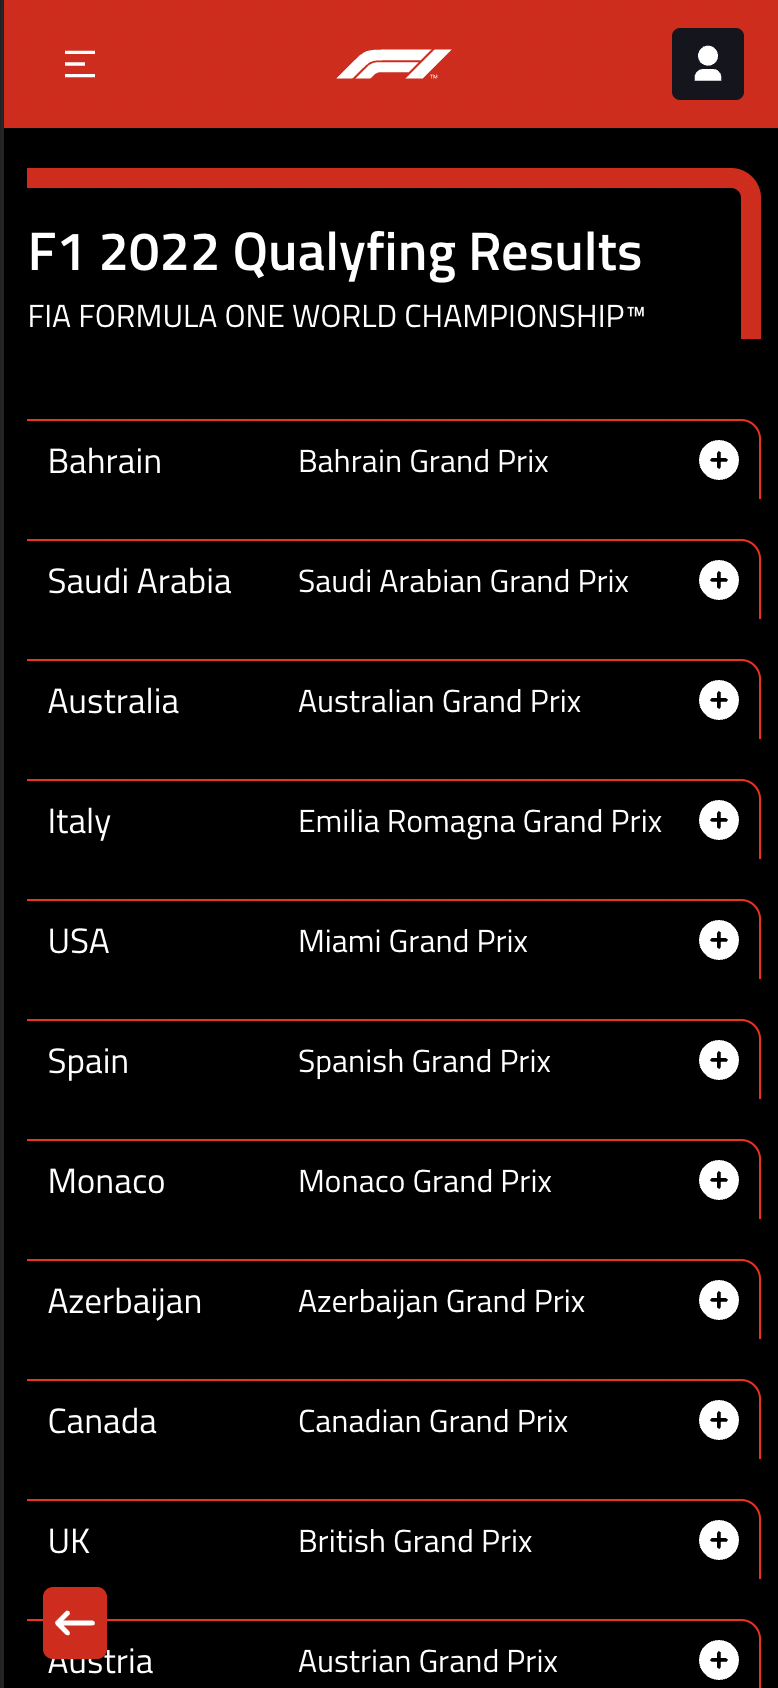 F1 ™
F1 2022 Qualyfing Results
FIA FORMULA ONE WORLD CHAMPIONSHIP™
Bahrain Bahrain Grand Prix
Saudi Arabia Saudi Arabian Grand Prix
Australia Australian Grand Prix
Italy Emilia Romagna Grand Prix
USA Miami Grand Prix
Spain Spanish Grand Prix
Monaco Monaco Grand Prix
Azerbaijan Azerbaijan Grand Prix
Canada Canadian Grand Prix
UK British Grand Prix
Austria Austrian Grand Prix